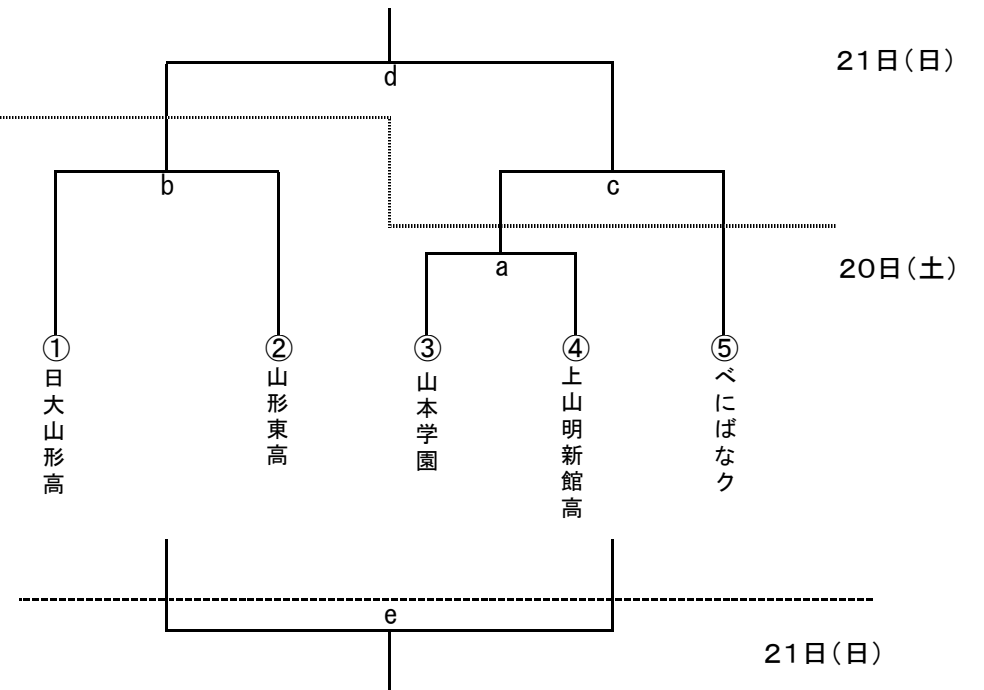 d
21日(日)
b
c
a
20日(土)
①
②
③
④
⑤
日大山形高
山形東高
山本学園
上山明新館高
べにばなク
e
21日(日)